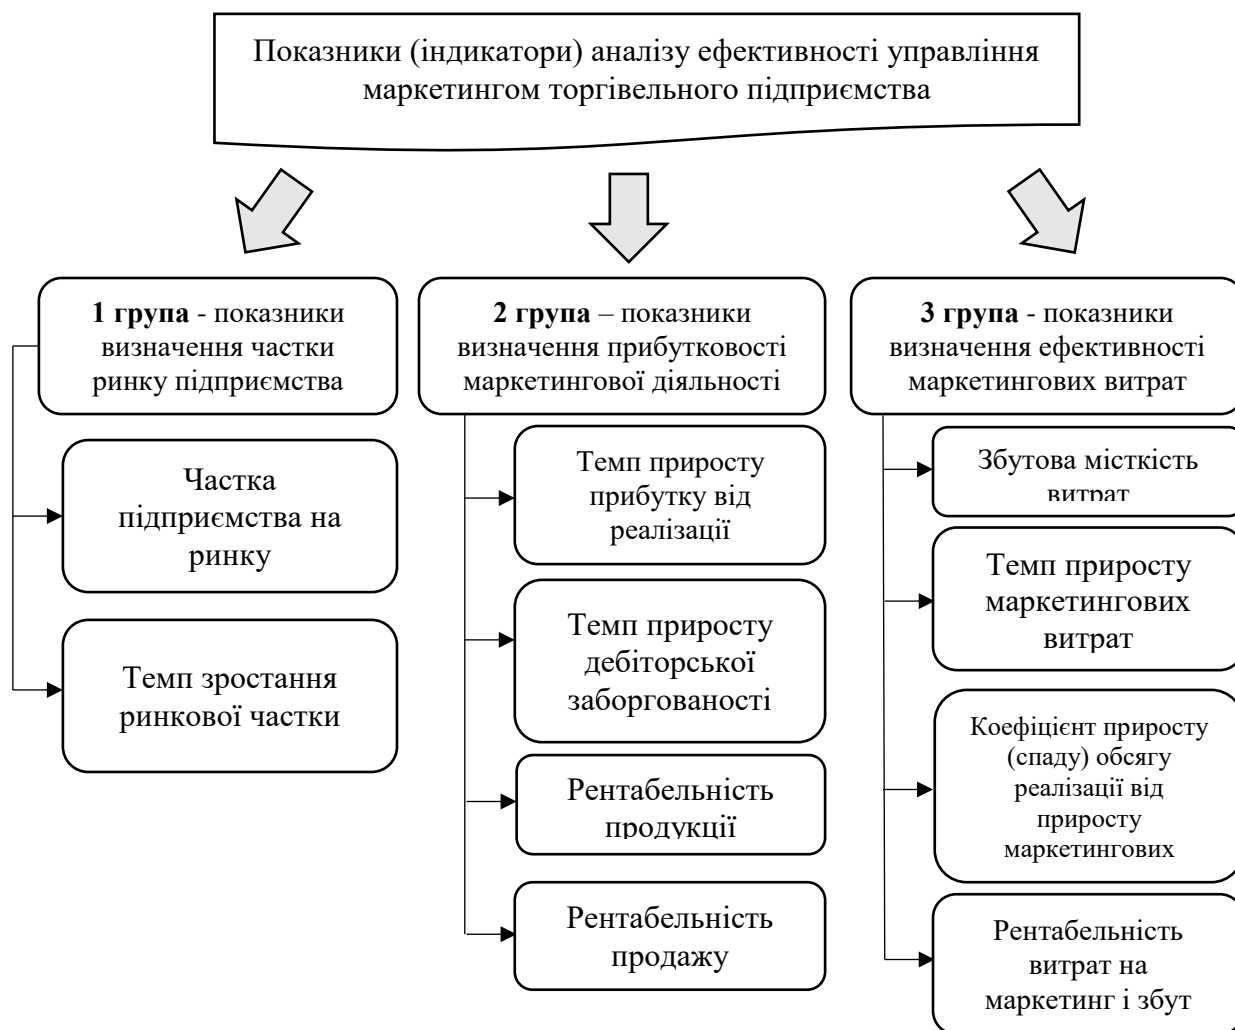 Показники (індикатори) аналізу ефективності управління
маркетингом торгівельного підприємства
1 група - показники
визначення частки
ринку підприємства
Частка
підприємства на
ринку
Темп зростання
ринкової частки
2 група – показники
визначення прибутковості
маркетингової діяльності
Темп приросту
прибутку від
реалізації
Темп приросту
дебіторської
заборгованості
Рентабельність
продукції
Рентабельність
продажу
3 група - показники
визначення ефективності
маркетингових витрат
Збутова місткість
витрат
Темп приросту
маркетингових
витрат
Коефіцієнт приросту
(спаду) обсягу
реалізації від
приросту
маркетингових
Рентабельність
витрат на
маркетинг і збут